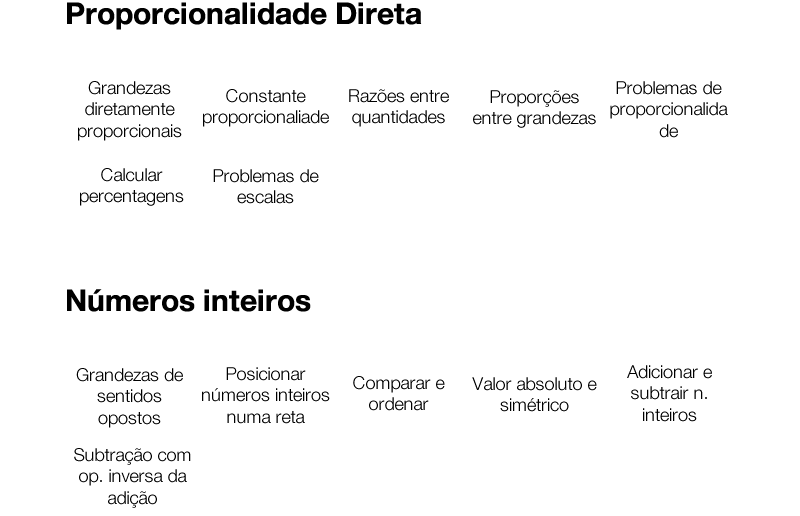 Proporcionalidade Direta
Grandezas
diretamente
proporcionais
Constante
proporcionaliade
Razões entre
quantidades
Proporções
entre grandezas
Problemas de
proporcionalida
de
Calcular
percentagens
Problemas de
escalas
Números inteiros
Grandezas de
sentidos
opostos
Posicionar
números inteiros
numa reta
Comparar e
ordenar
Valor absoluto e
simétrico
Adicionar e
subtrair n.
inteiros
Subtração com
op. inversa da
adição